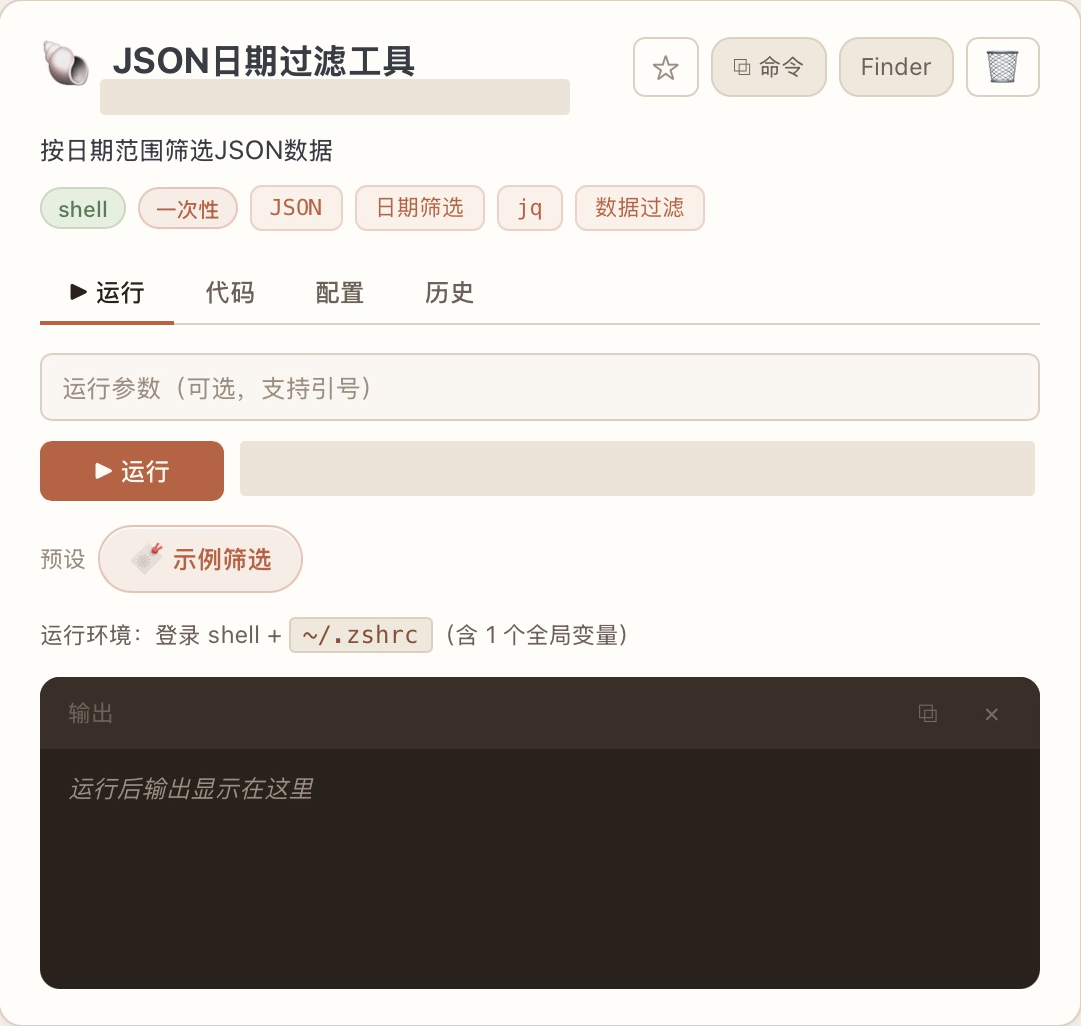 JSON日期过滤工具
命令
Finder
按日期范围筛选JSON数据
shell 一次性 JSON 日期筛选 jq 数据过滤
运行 代码 配置 历史
运行参数（可选，支持引号）
运行
预设 示例筛选
运行环境：登录 shell + ~/.zshrc （含 1 个全局变量）
输出
运行后输出显示在这里